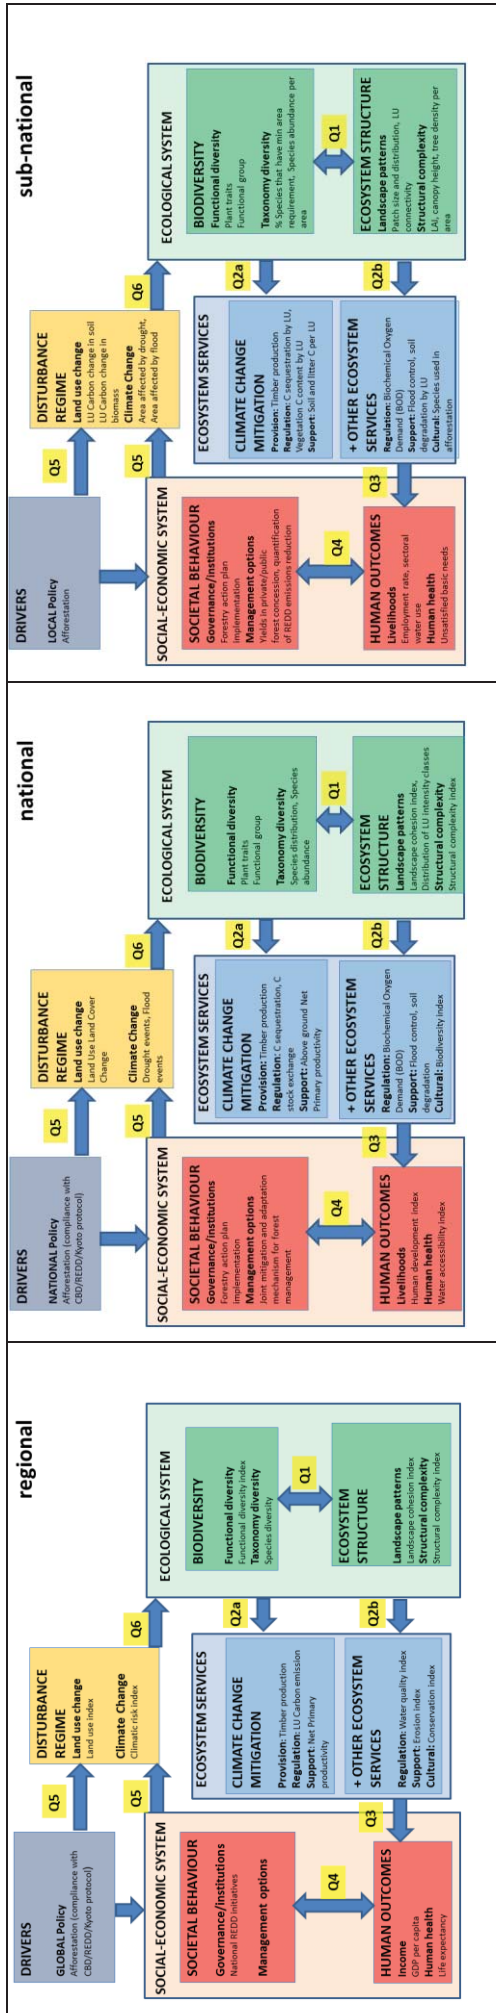 regional
DRIVERS
GLOBAL Policy
Afforestation (compliance with
CBD/REDD/Kyoto protocol)
Q5
DISTURBANCE
REGIME
Land use change
Land use index
Climate Change
Climatic risk index
Q5
Q6
SOCIAL-ECONOMIC SYSTEM
SOCIETAL BEHAVIOUR
Governance/institutions
National REDD initiatives
Management options
Q4
HUMAN OUTCOMES
Income
GDP per capita
Human health
Life expectancy
ECOSYSTEM SERVICES
CLIMATE CHANGE
MITIGATION
Provision: Timber production
Regulation: LU Carbon emission
Support: Net Primary
productivity
+ OTHER ECOSYSTEM
SERVICES
Regulation: Water quality index
Support: Erosion index
Cultural: Conservation index
Q3
Q2a
Q2b
ECOLOGICAL SYSTEM
BIODIVERSITY
Functional diversity
Functional diversity index
Taxonomy diversity
Species diversity
Q1
ECOSYSTEM
STRUCTURE
Landscape patterns
Landscape cohesion index
Structural complexity
Structural complexity index
national
DRIVERS
NATIONAL Policy
Afforestation (compliance with
CBD/REDD/Kyoto protocol)
Q5
DISTURBANCE
REGIME
Land use change
Land Use Land Cover
Change
Climate Change
Drought events, Flood
events
Q5
Q6
SOCIAL-ECONOMIC SYSTEM
SOCIETAL BEHAVIOUR
Governance/institutions
Forestry action plan
implementation
Management options
Joint mitigation and adaptation
mechanism for forest
management
Q4
HUMAN OUTCOMES
Livelihoods
Human development index
Human health
Water accessibility index
ECOSYSTEM SERVICES
CLIMATE CHANGE
MITIGATION
Provision: Timber production
Regulation: C sequestration, C
stock exchange
Support: Above ground Net
Primary productivity
+ OTHER ECOSYSTEM
SERVICES
Regulation: Biochemical Oxygen
Demand (BOD)
Support: Flood control, soil
degradation
Cultural: Biodiversity index
Q3
Q2a
Q2b
ECOLOGICAL SYSTEM
BIODIVERSITY
Functional diversity
Plant traits
Functional group
Taxonomy diversity
Species distribution, Species
abundance
Q1
ECOSYSTEM
STRUCTURE
Landscape patterns
Landscape cohesion index,
Distribution of LU intensity classes
Structural complexity
Structural complexity index
sub-national
DRIVERS
LOCAL Policy
Afforestation
Q5
DISTURBANCE
REGIME
Land use change
LU Carbon change in soil
LU Carbon change in
biomass
Climate Change
Area affected by drought,
Area affected by flood
Q5
Q6
SOCIAL-ECONOMIC SYSTEM
SOCIETAL BEHAVIOUR
Governance/institutions
Forestry action plan
implementation
Management options
Yields in private/public
forest concession, quantification
of REDD emissions reduction
Q4
HUMAN OUTCOMES
Livelihoods
Employment rate, sectoral
water use
Human health
Unsatisfied basic needs
ECOSYSTEM SERVICES
CLIMATE CHANGE
MITIGATION
Provision: Timber production
Regulation: C sequestration by LU,
Vegetation C content by LU
Support: Soil and litter C per LU
+ OTHER ECOSYSTEM
SERVICES
Regulation: Biochemical Oxygen
Demand (BOD)
Support: Flood control, soil
degradation by LU
Cultural: Species used in
afforestation
Q3
Q2a
Q2b
ECOLOGICAL SYSTEM
BIODIVERSITY
Functional diversity
Plant traits
Functional group
Taxonomy diversity
% Species that have min area
requirement, Species abundance per
area
Q1
ECOSYSTEM STRUCTURE
Landscape patterns
Patch size and distribution, LU
connectivity
Structural complexity
LAI, canopy height, tree density per
area